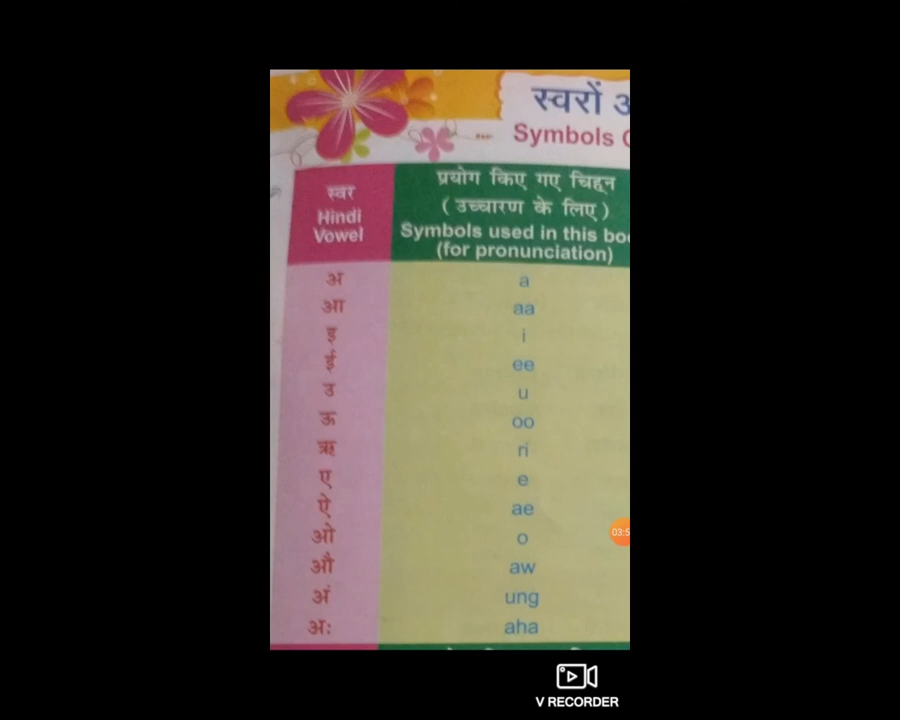 स्वरों
Symbols
स्वर
Hindi
Vowel
प्रयोग किए गए चिह्न
( उच्चारण के लिए )
Symbols used in this
(for pronunciation)
अ a
आ aa
इ i
ई ee
उ u
ऊ oo
ऋ ri
ए e
ऐ ae
ओ o
औ aw
अं ung
अः aha
V RECORDER